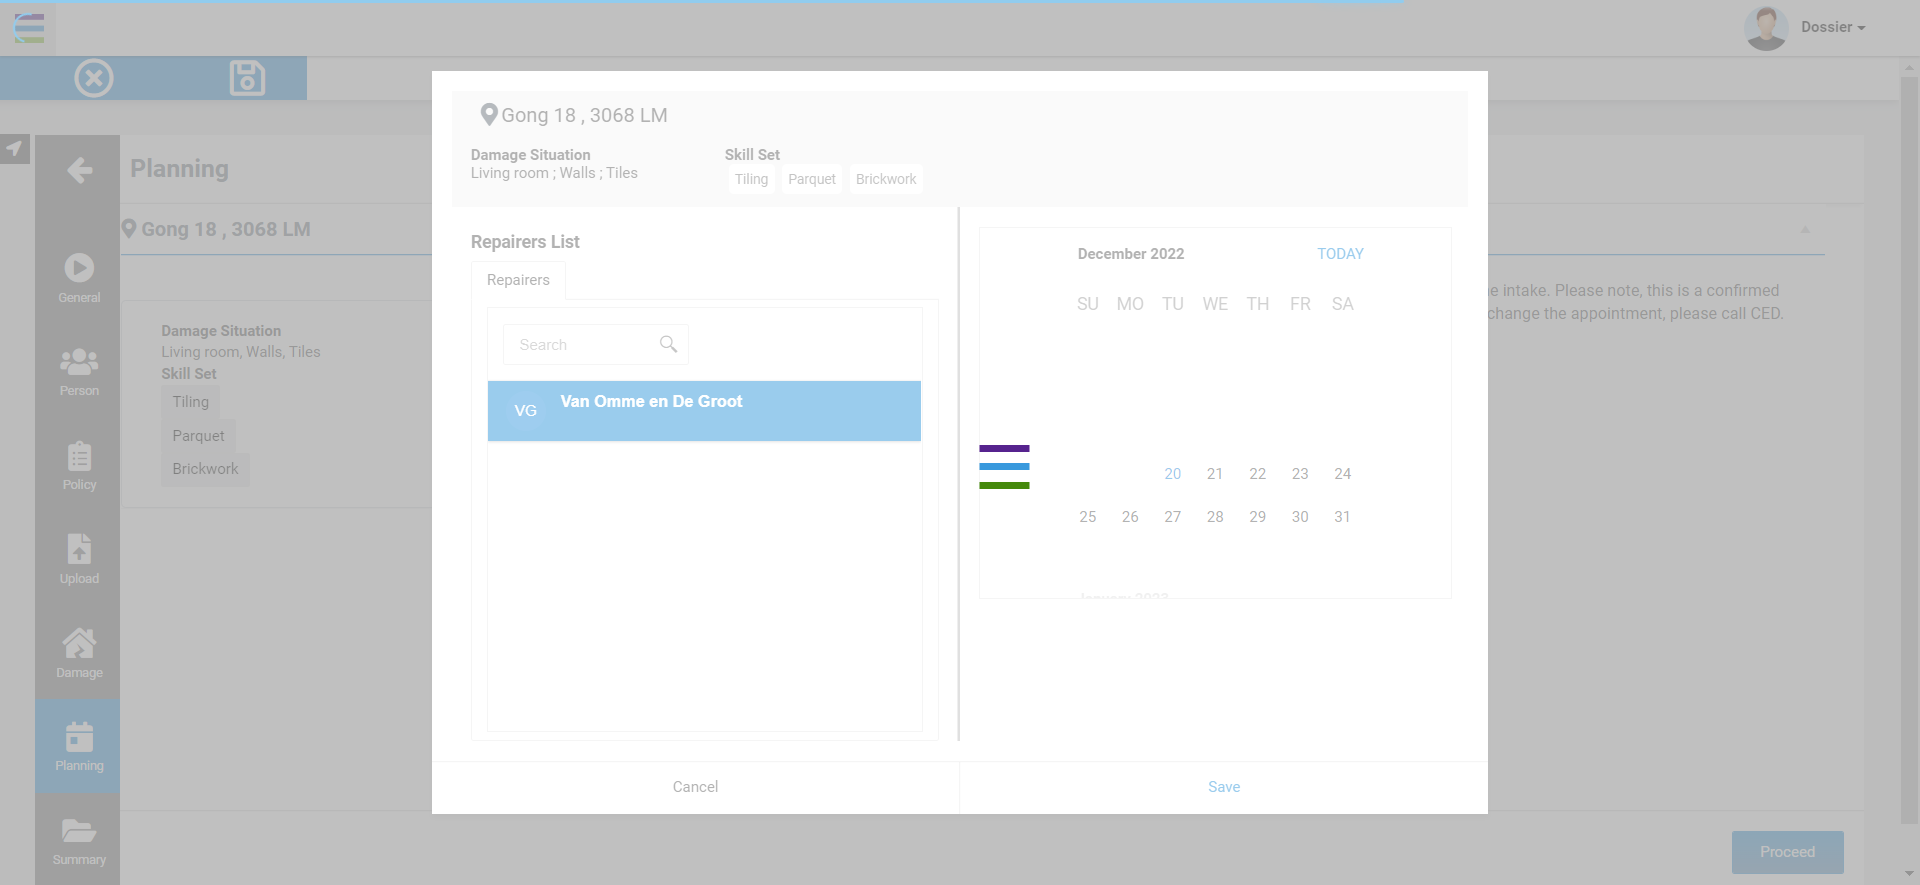 Dossier
Planning
Gong 18 , 3068 LM
General
Person
Policy
Upload
Damage
Planning
Summary
Damage Situation
Living room, Walls, Tiles
Skill Set
Tiling
Parquet
Brickwork
Gong 18 , 3068 LM
Damage Situation
Living room ; Walls ; Tiles
Skill Set
Tiling Parquet Brickwork
Repairers List
Repairers
Search
VG Van Omme en De Groot
December 2022 TODAY
SU MO TU WE TH FR SA
20 21 22 23 24
25 26 27 28 29 30 31
January 2023
Cancel Save
intake. Please note, this is a confirmed
change the appointment, please call CED.
Proceed